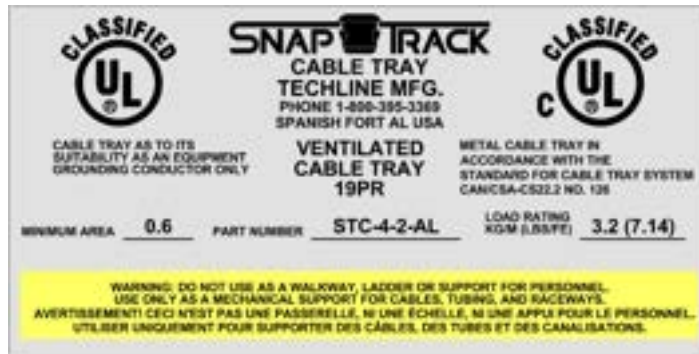 CLASSIFIED
UL
®
SNAP TRACK
CABLE TRAY
TECHLINE MFG.
PHONE 1-800-395-3369
SPANISH FORT AL USA
CLASSIFIED
C UL
®
CABLE TRAY AS TO ITS
SUITABILITY AS AN EQUIPMENT
GROUNDING CONDUCTOR ONLY
VENTILATED
CABLE TRAY
19PR
METAL CABLE TRAY IN
ACCORDANCE WITH THE
STANDARD FOR CABLE TRAY SYSTEM
CAN/CSA-CS22.2 NO. 126
MINIMUM AREA 0.6 PART NUMBER STC-4-2-AL LOAD RATING
KG/M (LBS/FE) 3.2 (7.14)
WARNING: DO NOT USE AS A WALKWAY, LADDER OR SUPPORT FOR PERSONNEL.
USE ONLY AS A MECHANICAL SUPPORT FOR CABLES, TUBING, AND RACEWAYS.
AVERTISSEMENT! CECI N'EST PAS UNE PASSERELLE, NI UNE ÉCHELLE, NI UNE APPUI POUR LE PERSONNEL.
UTILISER UNIQUEMENT POUR SUPPORTER DES CÂBLES, DES TUBES ET DES CANALISATIONS.